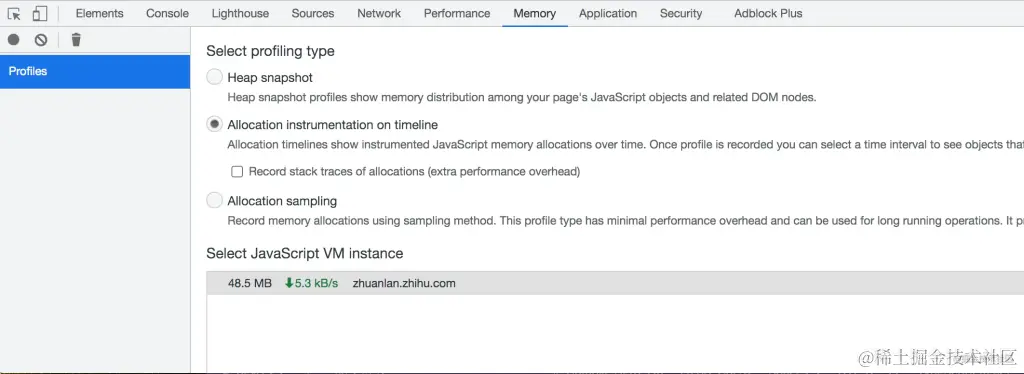 Elements Console Lighthouse Sources Network Performance Memory Application Security Adblock Plus
Profiles
Select profiling type
Heap snapshot
Heap snapshot profiles show memory distribution among your page's JavaScript objects and related DOM nodes.
Allocation instrumentation on timeline
Allocation timelines show instrumented JavaScript memory allocations over time. Once profile is recorded you can select a time interval to see objects that
Record stack traces of allocations (extra performance overhead)
Allocation sampling
Record memory allocations using sampling method. This profile type has minimal performance overhead and can be used for long running operations. It pr
Select JavaScript VM instance
48.5 MB 5.3 kB/s zhuanlan.zhihu.com
@稀土掘金技术社区